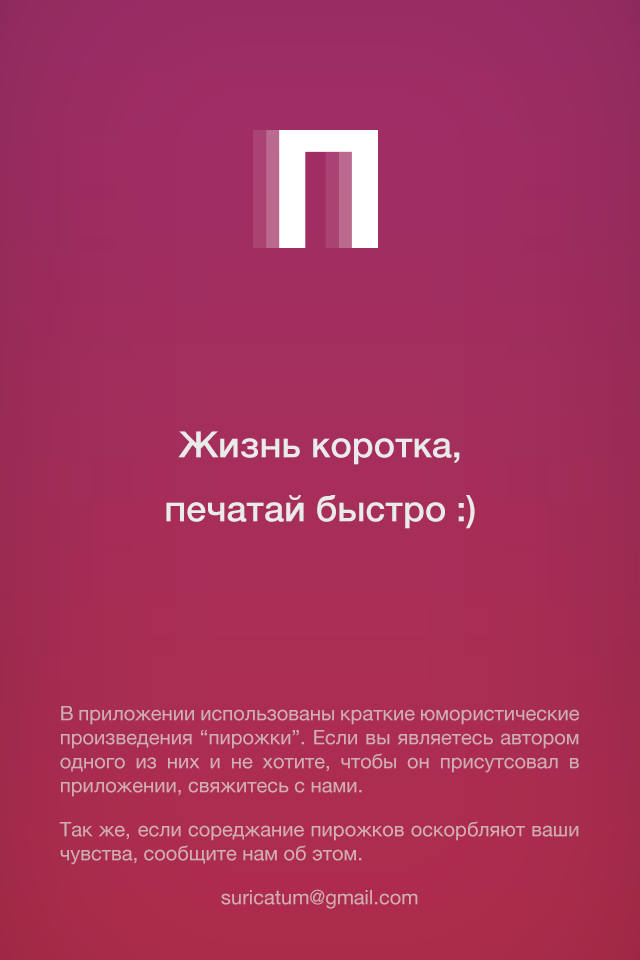 П
Жизнь коротка,
печатай быстро :)
В приложении использованы краткие юмористические
произведения “пирожки”. Если вы являетесь автором
одного из них и не хотите, чтобы он присутсовал в
приложении, свяжитесь с нами.
Так же, если сореджание пирожков оскорбляют ваши
чувства, сообщите нам об этом.
suricatum@gmail.com